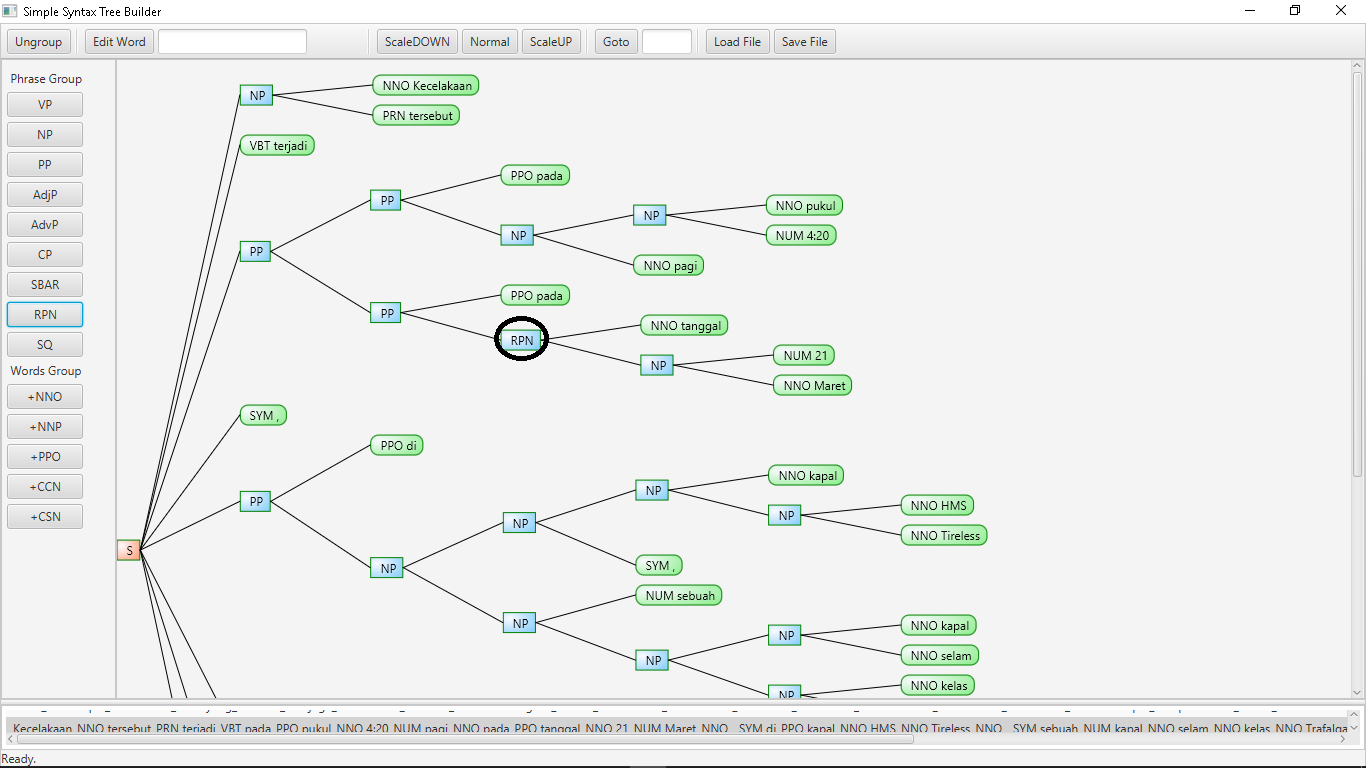 Simple Syntax Tree Builder
Ungroup Edit Word ScaleDOWN Normal ScaleUP Goto Load File Save File
Phrase Group
VP
NP
PP
AdjP
AdvP
CP
SBAR
RPN
SQ
Words Group
+NNO
+NNP
+PPO
+CCN
+CSN
NP
NNO Kecelakaan
PRN tersebut
VBT terjadi
PP
PP
PPO pada
NP
NP
NNO pukul
NUM 4:20
NNO pagi
PP
PPO pada
RPN
NNO tanggal
NP
NUM 21
NNO Maret
SYM ,
PP
PPO di
S
NP
NP
NP
NNO kapal
NP
NNO HMS
NNO Tireless
SYM ,
NP
NUM sebuah
NP
NP
NNO kapal
NNO selam
NP
NNO kelas
Kecelakaan_NNO tersebut_PRN terjadi_VBT pada_PPO pukul_NNO 4:20_NUM pagi_NNO pada_PPO tanggal_NNO 21_NUM Maret_NNO ,_SYM di_PPO kapal_NNO HMS_NNO Tireless_NNO ,_SYM sebuah_NUM kapal_NNO selam_NNO kelas_NNO Trafalga
Ready.